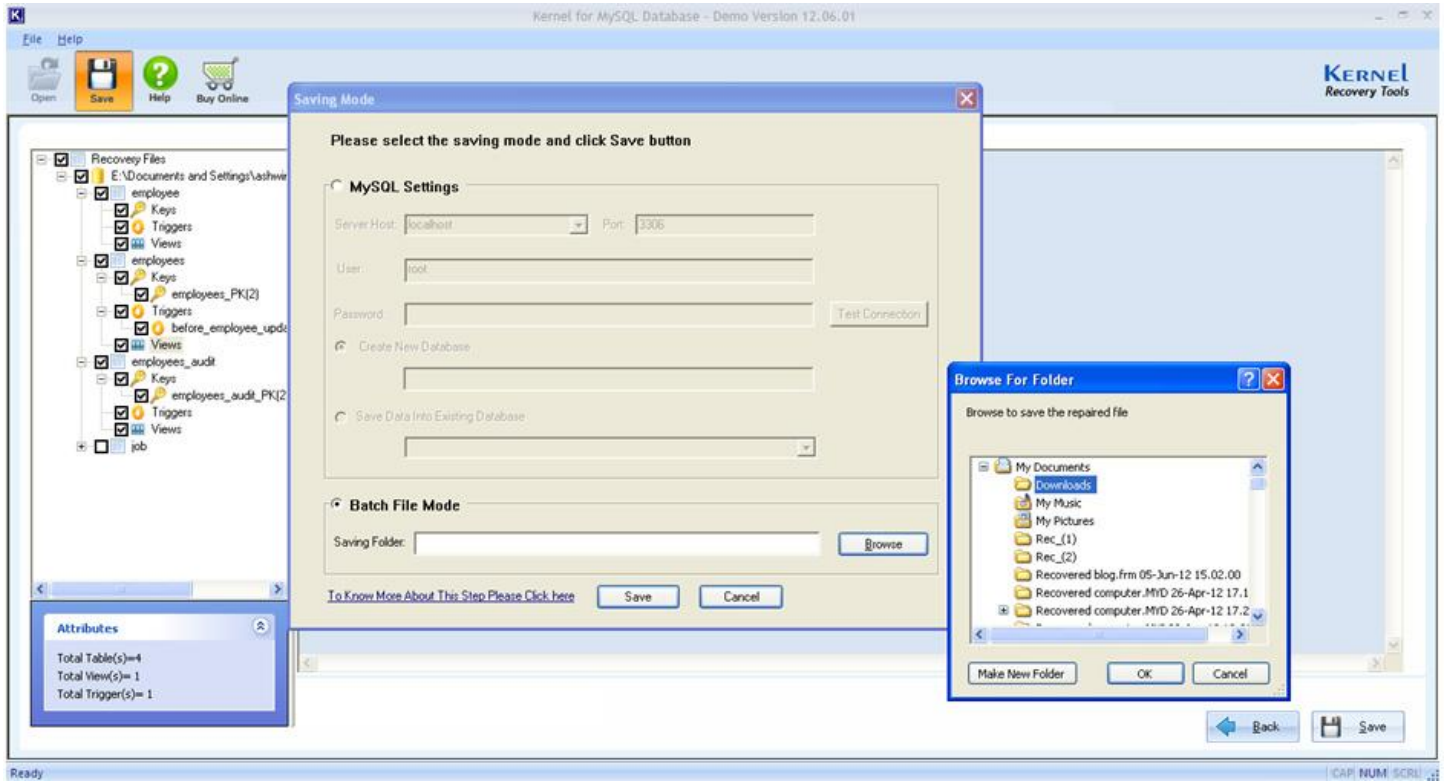 Kernel for MySQL Database - Demo Version 12.06.01
File Help
Open Save Help Buy Online
KERNEL
Recovery Tools
Recovery Files
E:\Documents and Settings\ashwir
employee
Keys
Triggers
Views
employees
Keys
employees_PK(2)
Triggers
before_employee_upda
Views
employees_audit
Keys
employees_audit_PK(2
Triggers
Views
job
Attributes
Total Table(s)=4
Total View(s)= 1
Total Trigger(s)= 1
Saving Mode
Please select the saving mode and click Save button
MySQL Settings
Server Host: localhost Port: 3306
User: root
Password: Test Connection
Create New Database
Save Data Into Existing Database
Batch File Mode
Saving Folder: Browse
To Know More About This Step Please Click here Save Cancel
Browse For Folder
Browse to save the repaired file
My Documents
Downloads
My Music
My Pictures
Rec_(1)
Rec_(2)
Recovered blog.frm 05-Jun-12 15.02.00
Recovered computer.MYD 26-Apr-12 17.1
Recovered computer.MYD 26-Apr-12 17.2
Make New Folder OK Cancel
Back Save
Ready CAP NUM SCRL